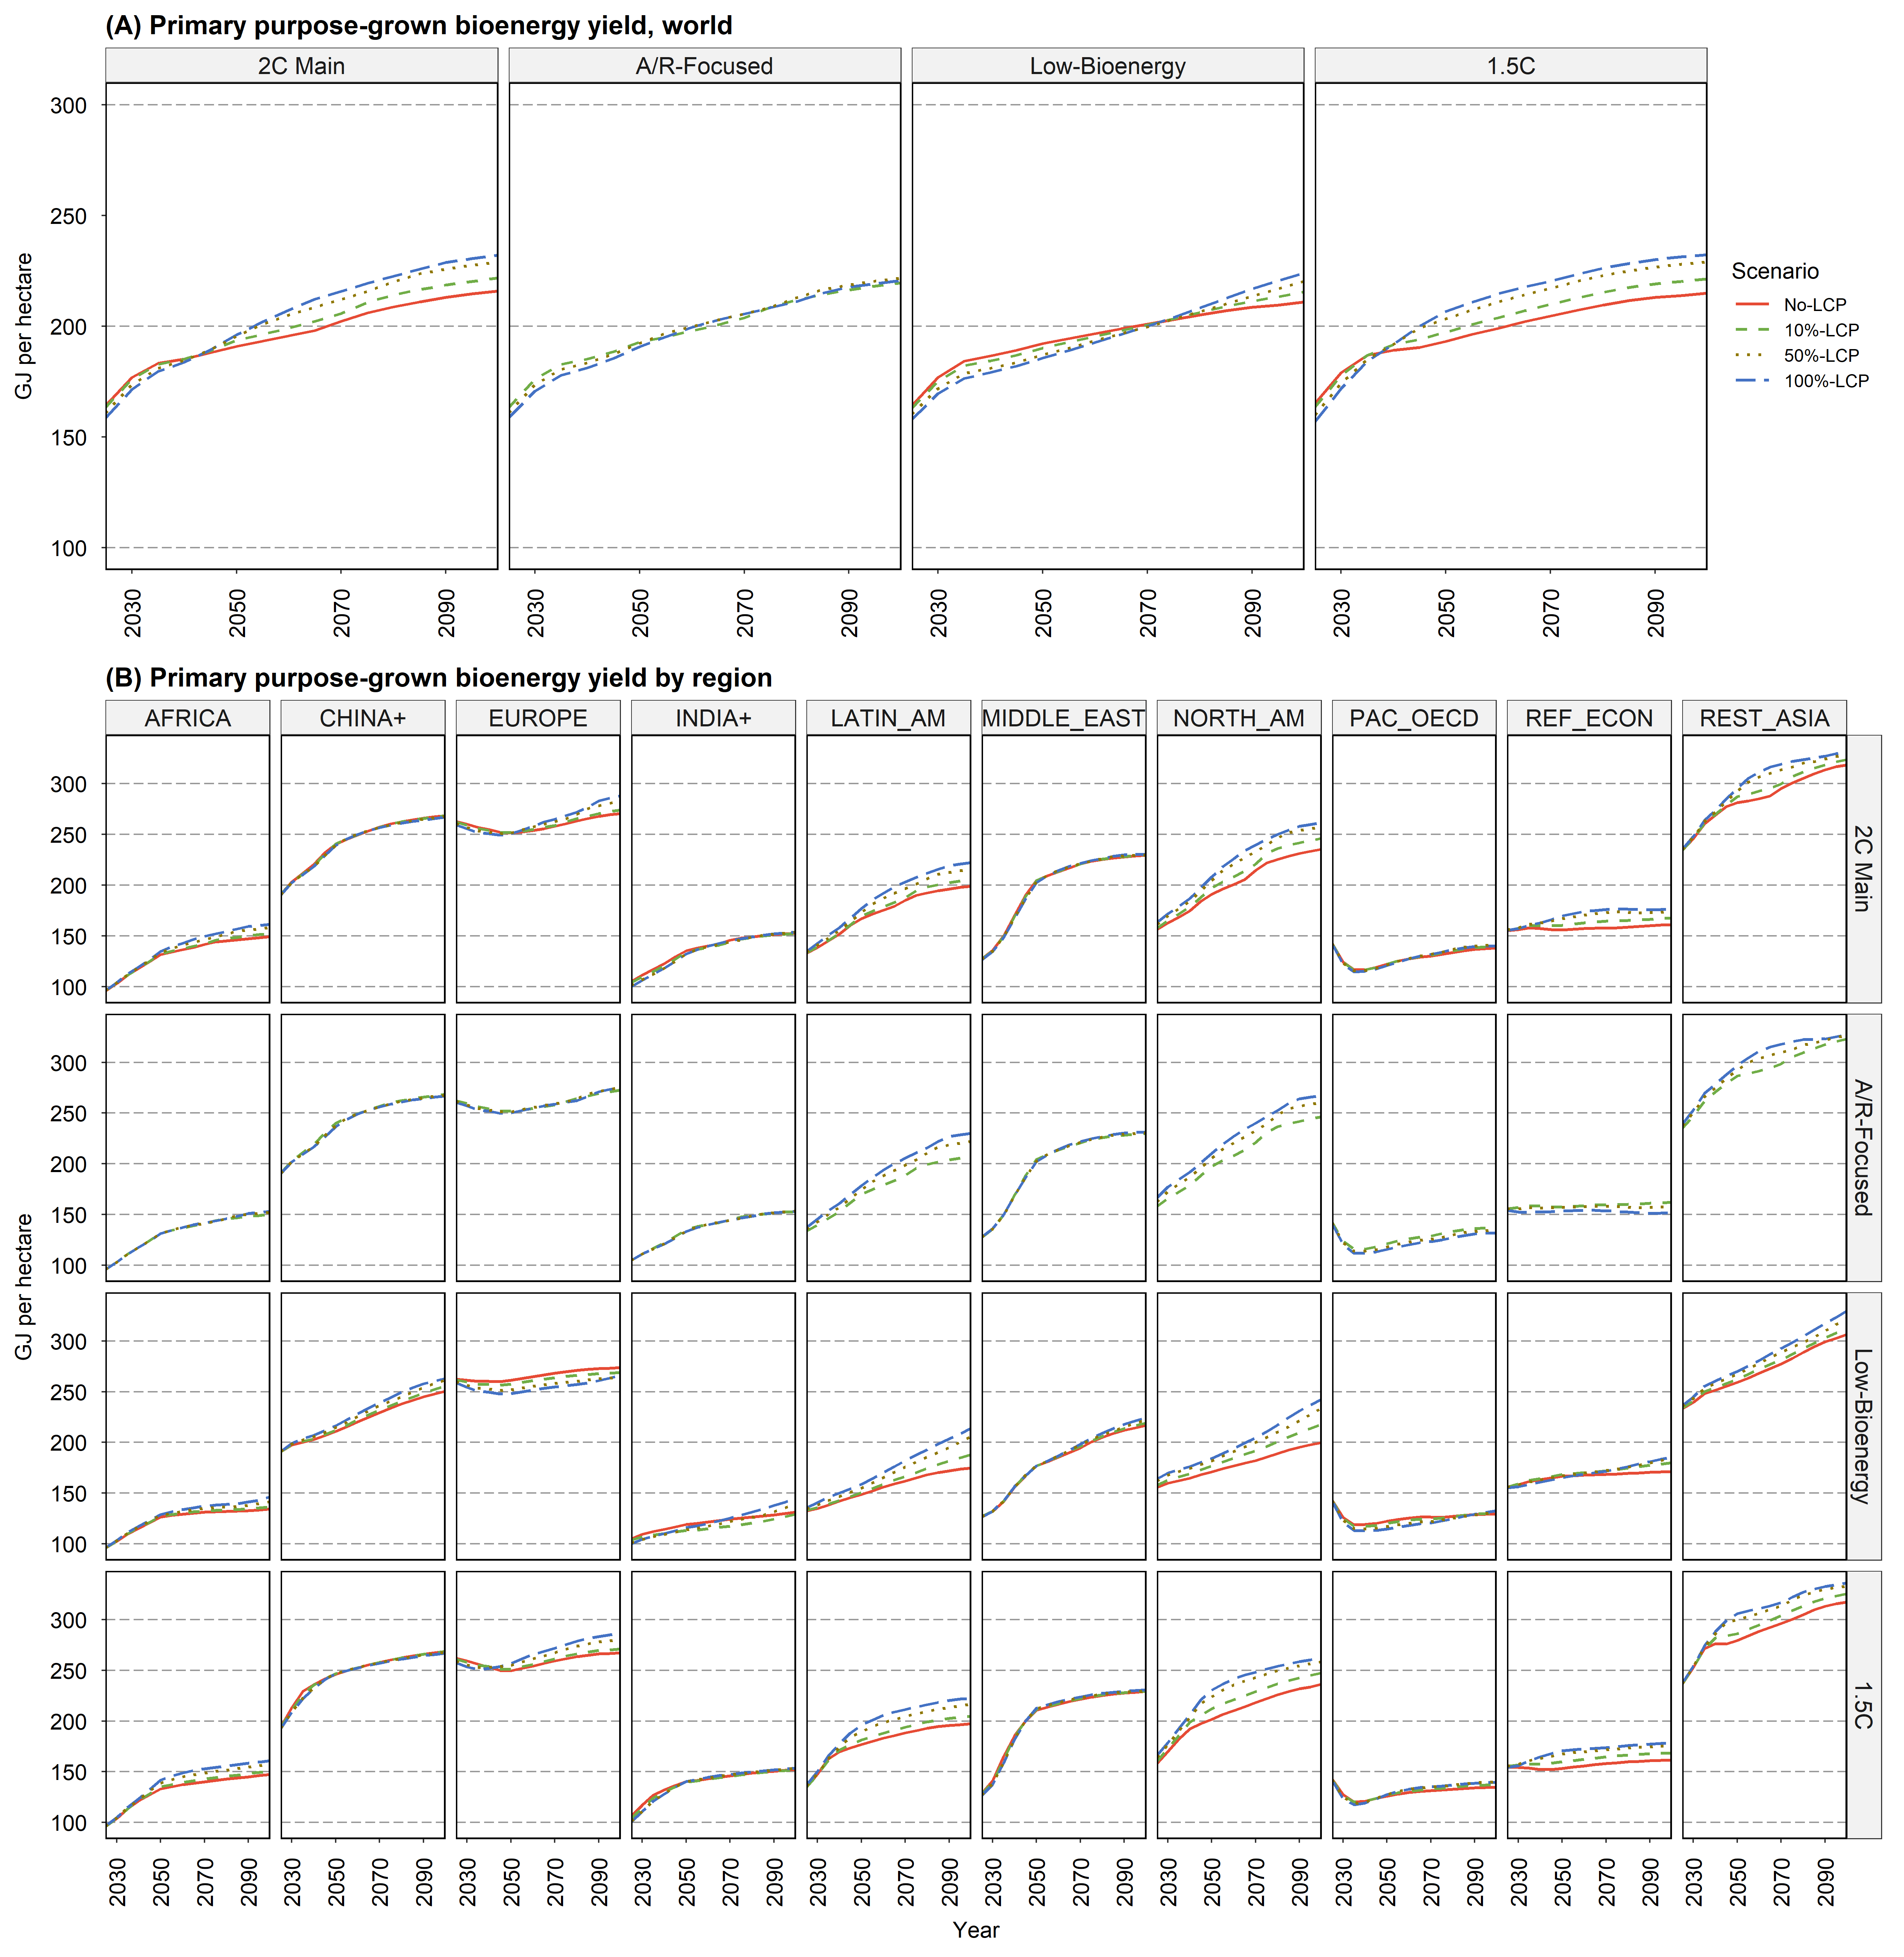 (A) Primary purpose-grown bioenergy yield, world
2C Main A/R-Focused Low-Bioenergy 1.5C
GJ per hectare
300
250
200
150
100
2030 2050 2070 2090 2030 2050 2070 2090 2030 2050 2070 2090 2030 2050 2070 2090
Scenario
No-LCP
10%-LCP
50%-LCP
100%-LCP
(B) Primary purpose-grown bioenergy yield by region
AFRICA CHINA+ EUROPE INDIA+ LATIN_AM MIDDLE_EAST NORTH_AM PAC_OECD REF_ECON REST_ASIA
GJ per hectare
300
250
200
150
100
2C Main
300
250
200
150
100
A/R-Focused
300
250
200
150
100
Low-Bioenergy
300
250
200
150
100
1.5C
2030 2050 2070 2090 2030 2050 2070 2090 2030 2050 2070 2090 2030 2050 2070 2090 2030 2050 2070 2090 2030 2050 2070 2090 2030 2050 2070 2090 2030 2050 2070 2090 2030 2050 2070 2090 2030 2050 2070 2090
Year